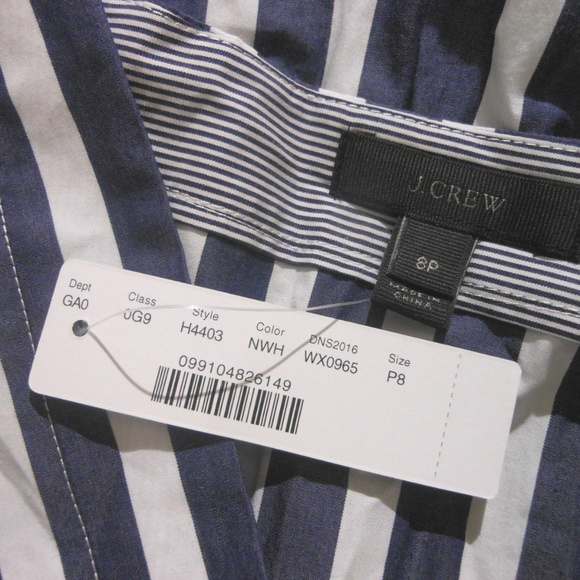 J.CREW
8P
MADE IN
CHINA
Dept Class Style Color DNS2016 Size
GA0 0G9 H4403 NWH WX0965 P8
099104826149